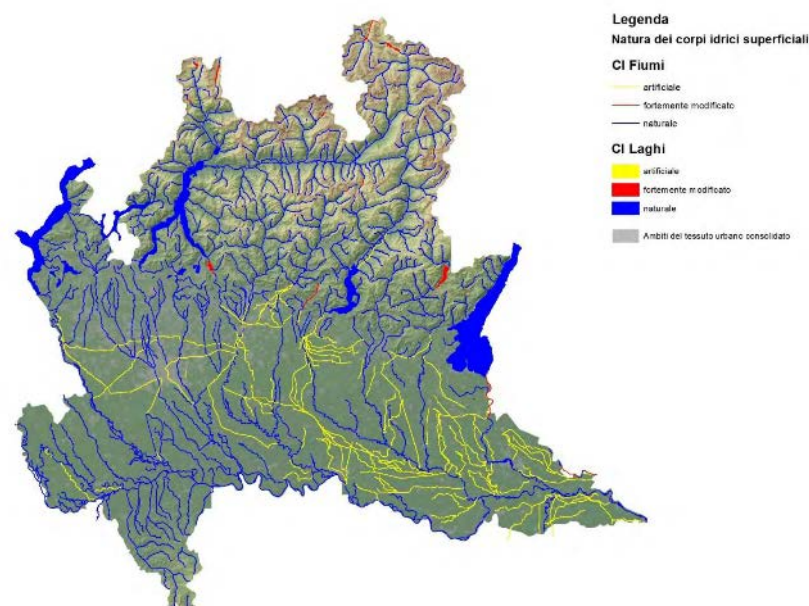 Legenda
Natura dei corpi idrici superficiali
CI Fiumi
artificiale
fortemente modificato
naturale
CI Laghi
artificiale
fortemente modificato
naturale
Ambiti del tessuto urbano consolidato